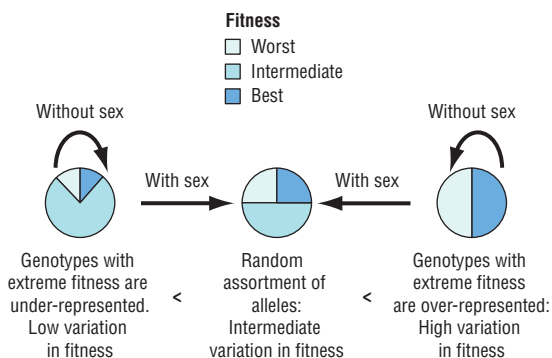 Fitness
Worst
Intermediate
Best
Without sex
Without sex
With sex
With sex
Genotypes with
extreme fitness are
under-represented.
Low variation
in fitness
<
Random
assortment of
alleles:
Intermediate
variation in fitness
<
Genotypes with
extreme fitness
are over-represented:
High variation
in fitness